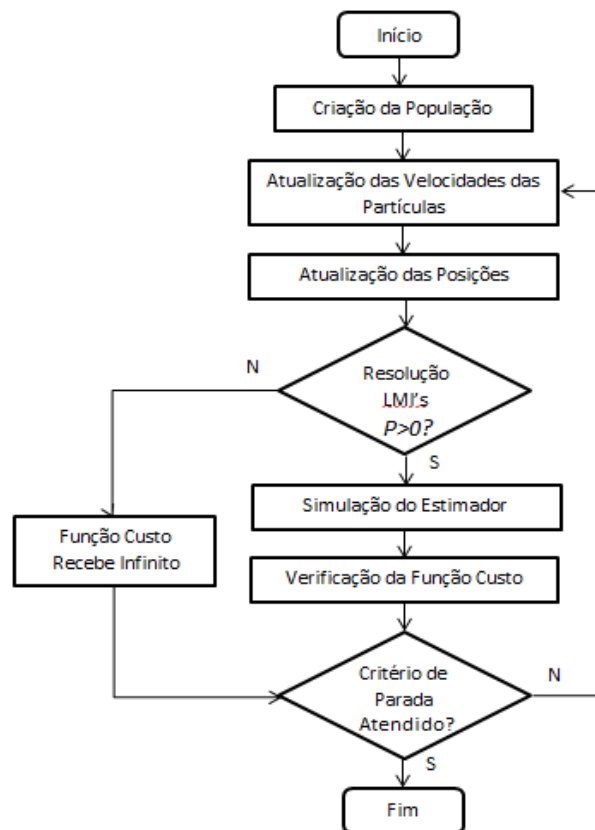 Início
Criação da População
Atualização das Velocidades das
Partículas
Atualização das Posições
N
Resolução
LMI's
P>0?
S
Simulação do Estimador
Função Custo
Recebe Infinito
Verificação da Função Custo
Critério de
Parada
Atendido?
N
S
Fim